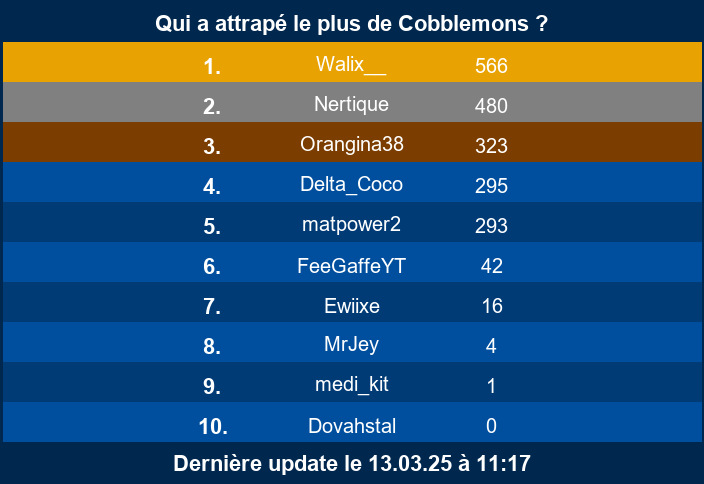 Qui a attrapé le plus de Cobblemons ?
1. Walix__ 566
2. Nertique 480
3. Orangina38 323
4. Delta_Coco 295
5. matpower2 293
6. FeeGaffeYT 42
7. Ewiixe 16
8. MrJey 4
9. medi_kit 1
10. Dovahstal 0
Dernière update le 13.03.25 à 11:17